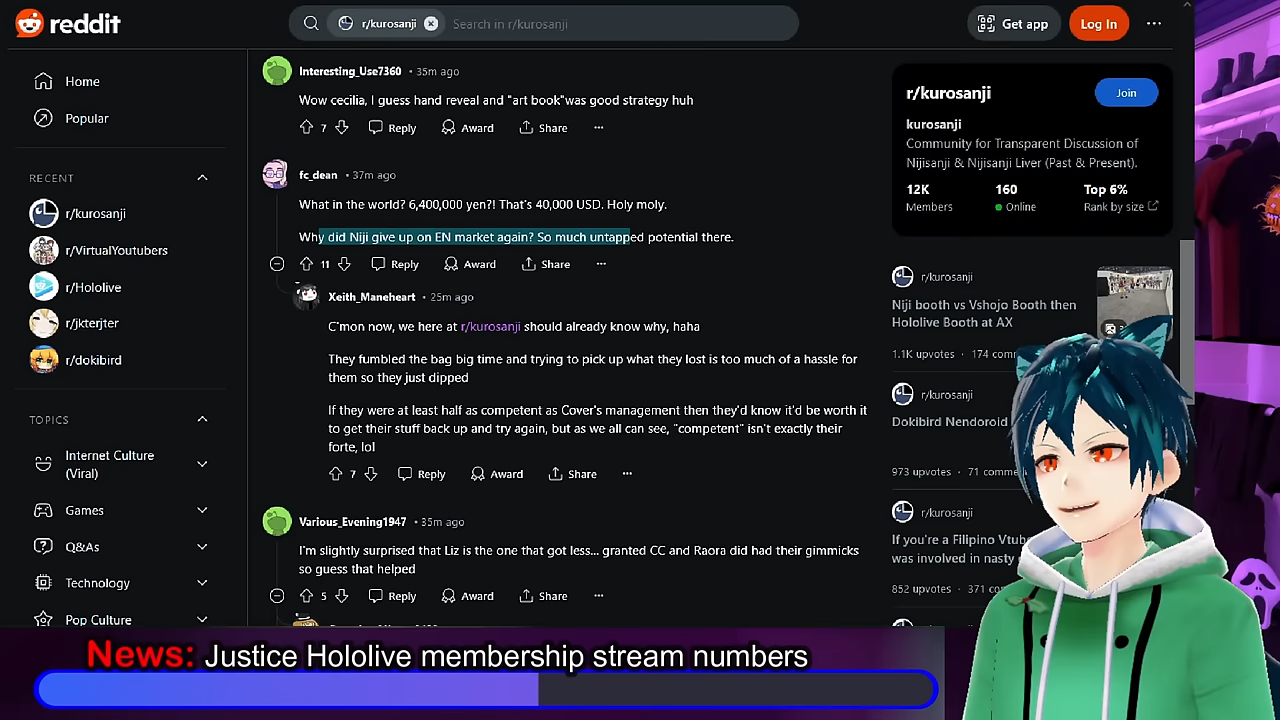 reddit
r/kurosanji
Search in r/kurosanji
Get app
Log In
Home
Popular
RECENT
r/kurosanji
r/VirtualYoutubers
r/Hololive
r/jkterjter
r/dokibird
TOPICS
Internet Culture
(Viral)
Games
Q&As
Technology
Pop Culture
Interesting_Use7360 • 35m ago
Wow cecilia, I guess hand reveal and "art book"was good strategy huh
7 Reply Award Share
fc_dean • 37m ago
What in the world? 6,400,000 yen?! That's 40,000 USD. Holy moly.
Why did Niji give up on EN market again? So much untapped potential there.
11 Reply Award Share
Xeith_Maneheart • 25m ago
C'mon now, we here at r/kurosanji should already know why, haha
They fumbled the bag big time and trying to pick up what they lost is too much of a hassle for
them so they just dipped
If they were at least half as competent as Cover's management then they'd know it'd be worth it
to get their stuff back up and try again, but as we all can see, "competent" isn't exactly their
forte, lol
7 Reply Award Share
Various_Evening1947 • 35m ago
I'm slightly surprised that Liz is the one that got less... granted CC and Raora did had their gimmicks
so guess that helped
5 Reply Award Share
r/kurosanji
Join
kurosanji
Community for Transparent Discussion of
Nijisanji & Nijisanji Liver (Past & Present).
12K 160 Top 6%
Members Online Rank by size
r/kurosanji
Niji booth vs Vshojo Booth then
Hololive Booth at AX
1.1K upvotes · 174
r/kurosanji
Dokibird Nendoroid
973 upvotes · 71
r/kurosanji
If you're a Filipino
was involved in nasty
852 upvotes · 371
News: Justice Hololive membership stream numbers